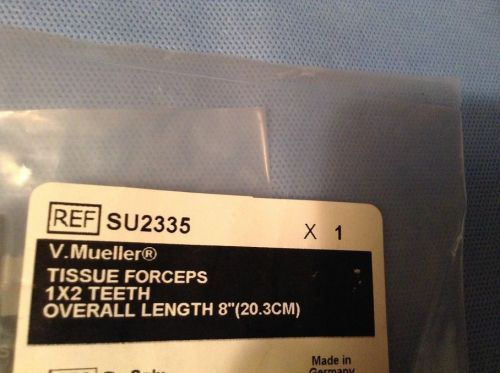 REF SU2335 X 1
V.Mueller®
TISSUE FORCEPS
1X2 TEETH
OVERALL LENGTH 8"(20.3CM)
Made in
Germany